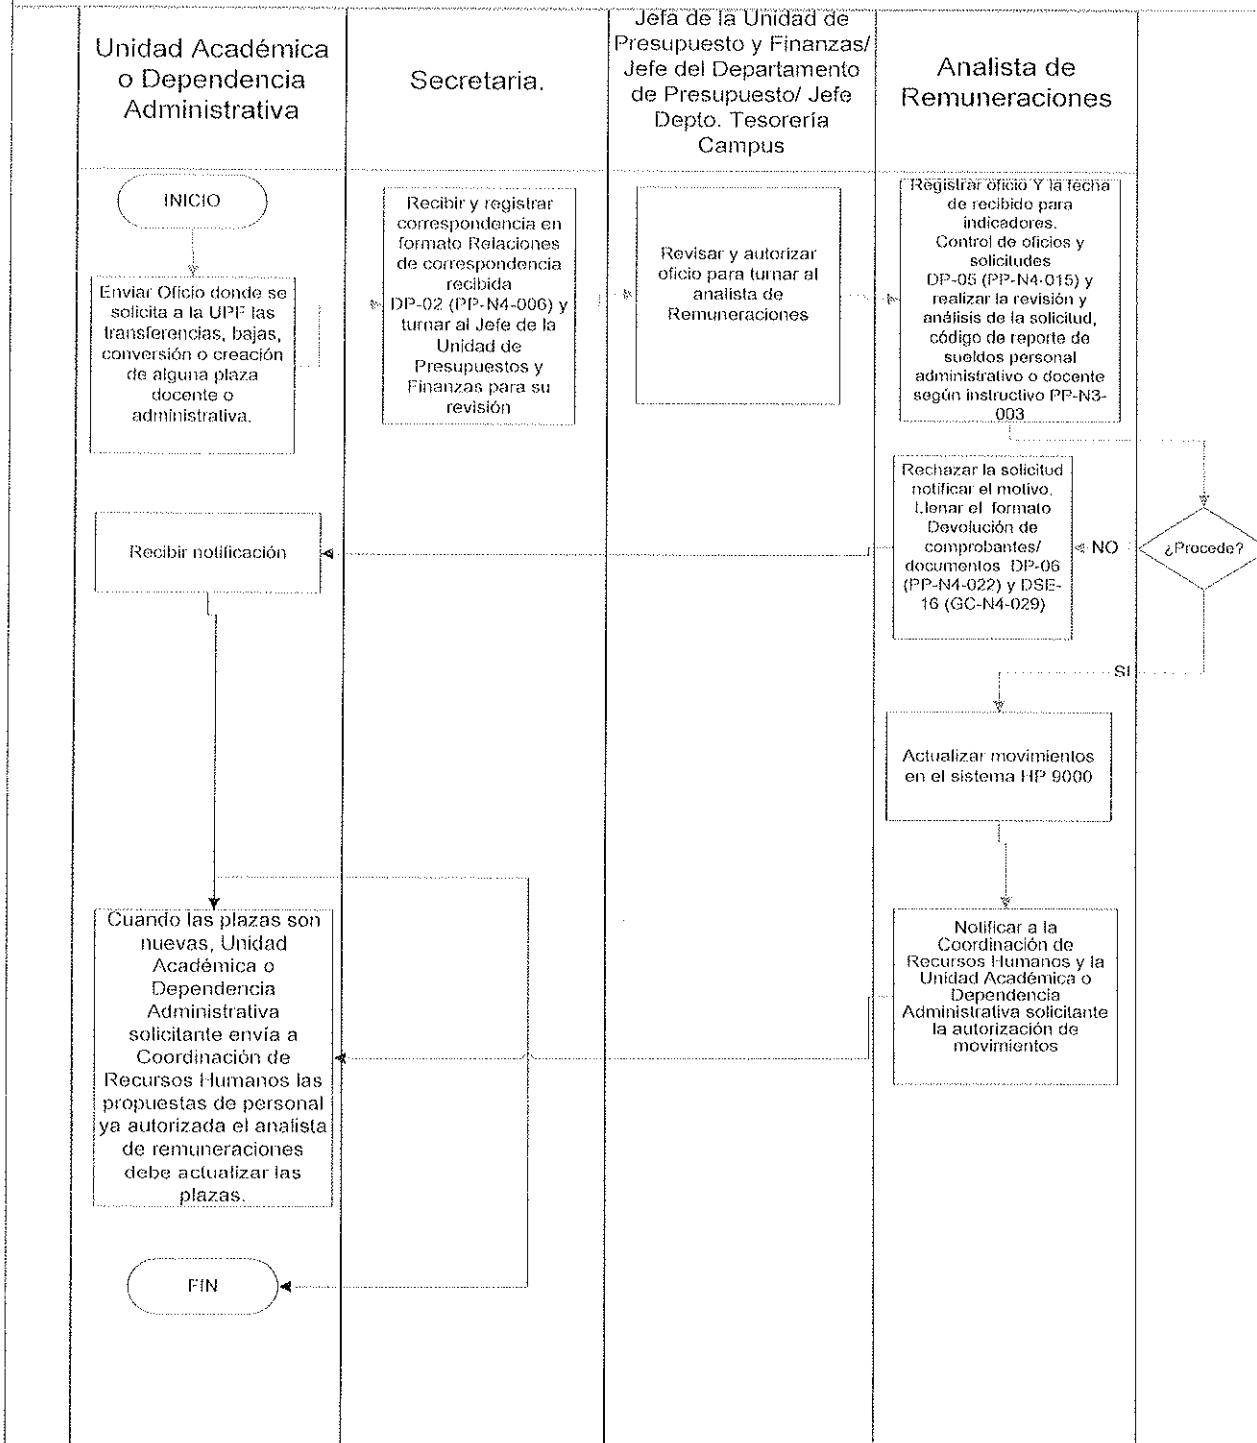 Unidad Académica
o Dependencia
Administrativa
Secretaria.
Jefa de la Unidad de
Presupuesto y Finanzas/
Jefe del Departamento
de Presupuesto/ Jefe
Depto. Tesorería
Campus
Analista de
Remuneraciones
INICIO
Enviar Oficio donde se
solicita a la UPF las
transferencias, bajas,
conversión o creación
de alguna plaza
docente o
administrativa.
Recibir y registrar
correspondencia en
formato Relaciones
de correspondencia
recibida
DP-02 (PP-N4-006) y
turnar al Jefe de la
Unidad de
Presupuestos y
Finanzas para su
revisión
Revisar y autorizar
oficio para turnar al
analista de
Remuneraciones
Registrar oficio Y la fecha
de recibido para
indicadores.
Control de oficios y
solicitudes
DP-05 (PP-N4-015) y
realizar la revisión y
análisis de la solicitud,
código de reporte de
sueldos personal
administrativo o docente
según instructivo PP-N3-
003
¿Procede?
NO
Rechazar la solicitud
notificar el motivo.
Llenar el formato
Devolución de
comprobantes/
documentos DP-06
(PP-N4-022) y DSE-
16 (GC-N4-029)
Recibir notificación
SI
Actualizar movimientos
en el sistema HP 9000
Notificar a la
Coordinación de
Recursos Humanos y la
Unidad Académica o
Dependencia
Administrativa solicitante
la autorización de
movimientos
Cuando las plazas son
nuevas, Unidad
Académica o
Dependencia
Administrativa
solicitante envía a
Coordinación de
Recursos Humanos las
propuestas de personal
ya autorizada el analista
de remuneraciones
debe actualizar las
plazas.
FIN